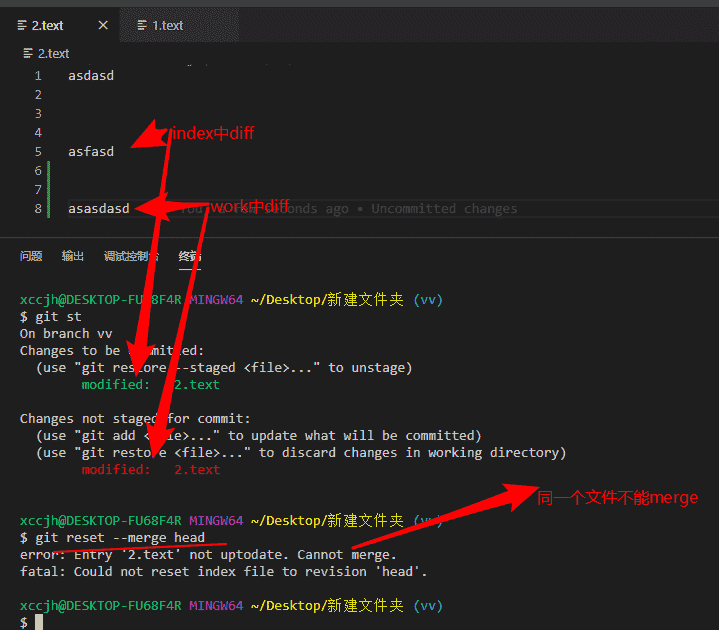 2.text
1.text
2.text
1 asdasd
2
3
4
5 asfasd
6
7
8 asasdasd seconds ago • Uncommitted changes
index中diff
work中diff
问题 输出 调试控制台 终端
xccjh@DESKTOP-FU68F4R MINGW64 ~/Desktop/新建文件夹 (vv)
$ git st
On branch vv
Changes to be committed:
(use "git restore --staged <file>..." to unstage)
modified: 2.text
Changes not staged for commit:
(use "git add <file>..." to update what will be committed)
(use "git restore <file>..." to discard changes in working directory)
modified: 2.text
同一个文件不能merge
xccjh@DESKTOP-FU68F4R MINGW64 ~/Desktop/新建文件夹 (vv)
$ git reset --merge head
error: Entry '2.text' not uptodate. Cannot merge.
fatal: Could not reset index file to revision 'head'.
xccjh@DESKTOP-FU68F4R MINGW64 ~/Desktop/新建文件夹 (vv)
$